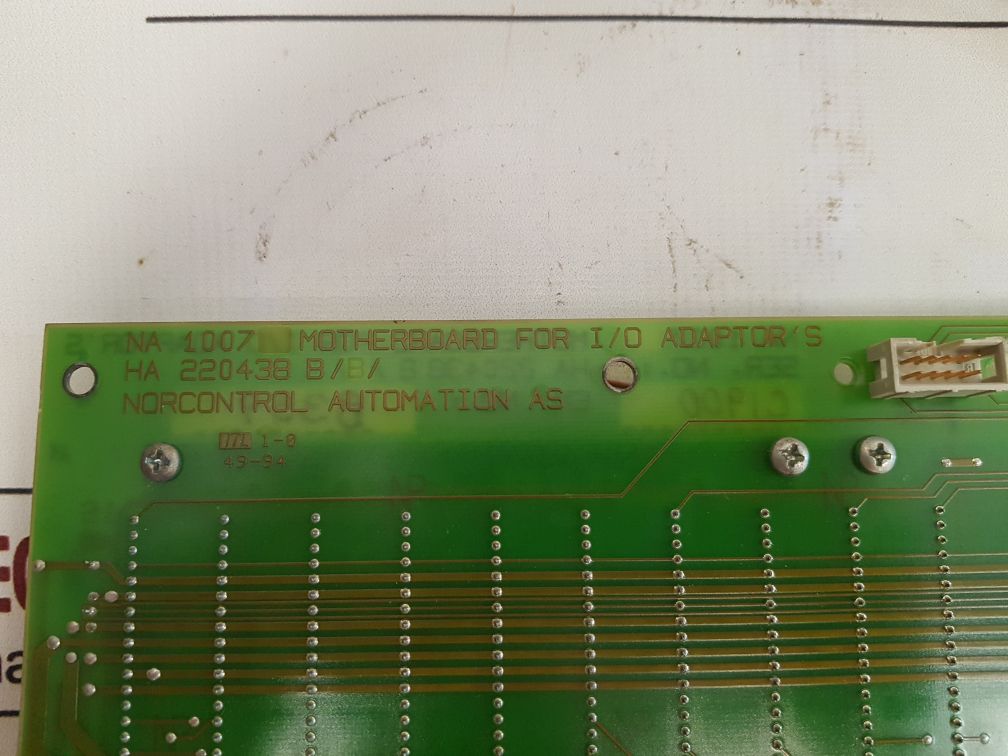 NA 1007 MOTHERBOARD FOR I/O ADAPTOR'S
HA 220438 B/B/
NORCONTROL AUTOMATION AS
1-0
49-94